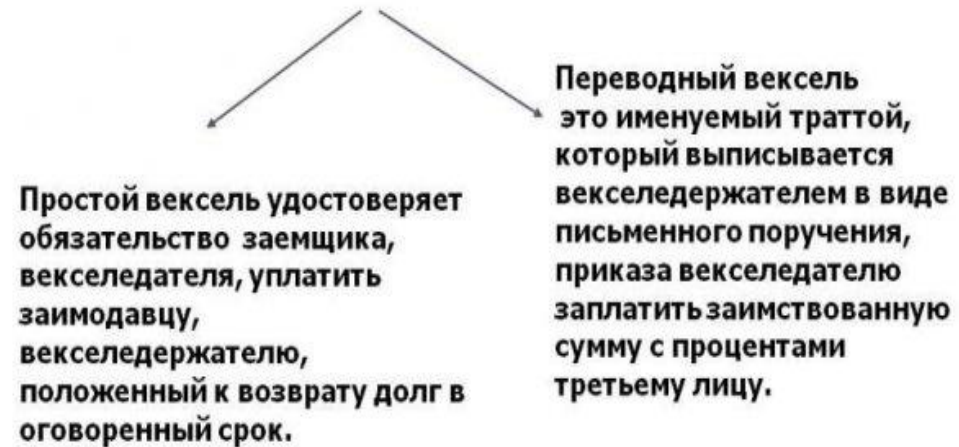 Простой вексель удостоверяет
обязательство заемщика,
векселедателя, уплатить
заимодавцу,
векселедержателю,
положенный к возврату долг в
оговоренный срок.
Переводный вексель
это именуемый траттой,
который выписывается
векселедержателем в виде
письменного поручения,
приказа векселедателю
заплатить заимствованную
сумму с процентами
третьему лицу.